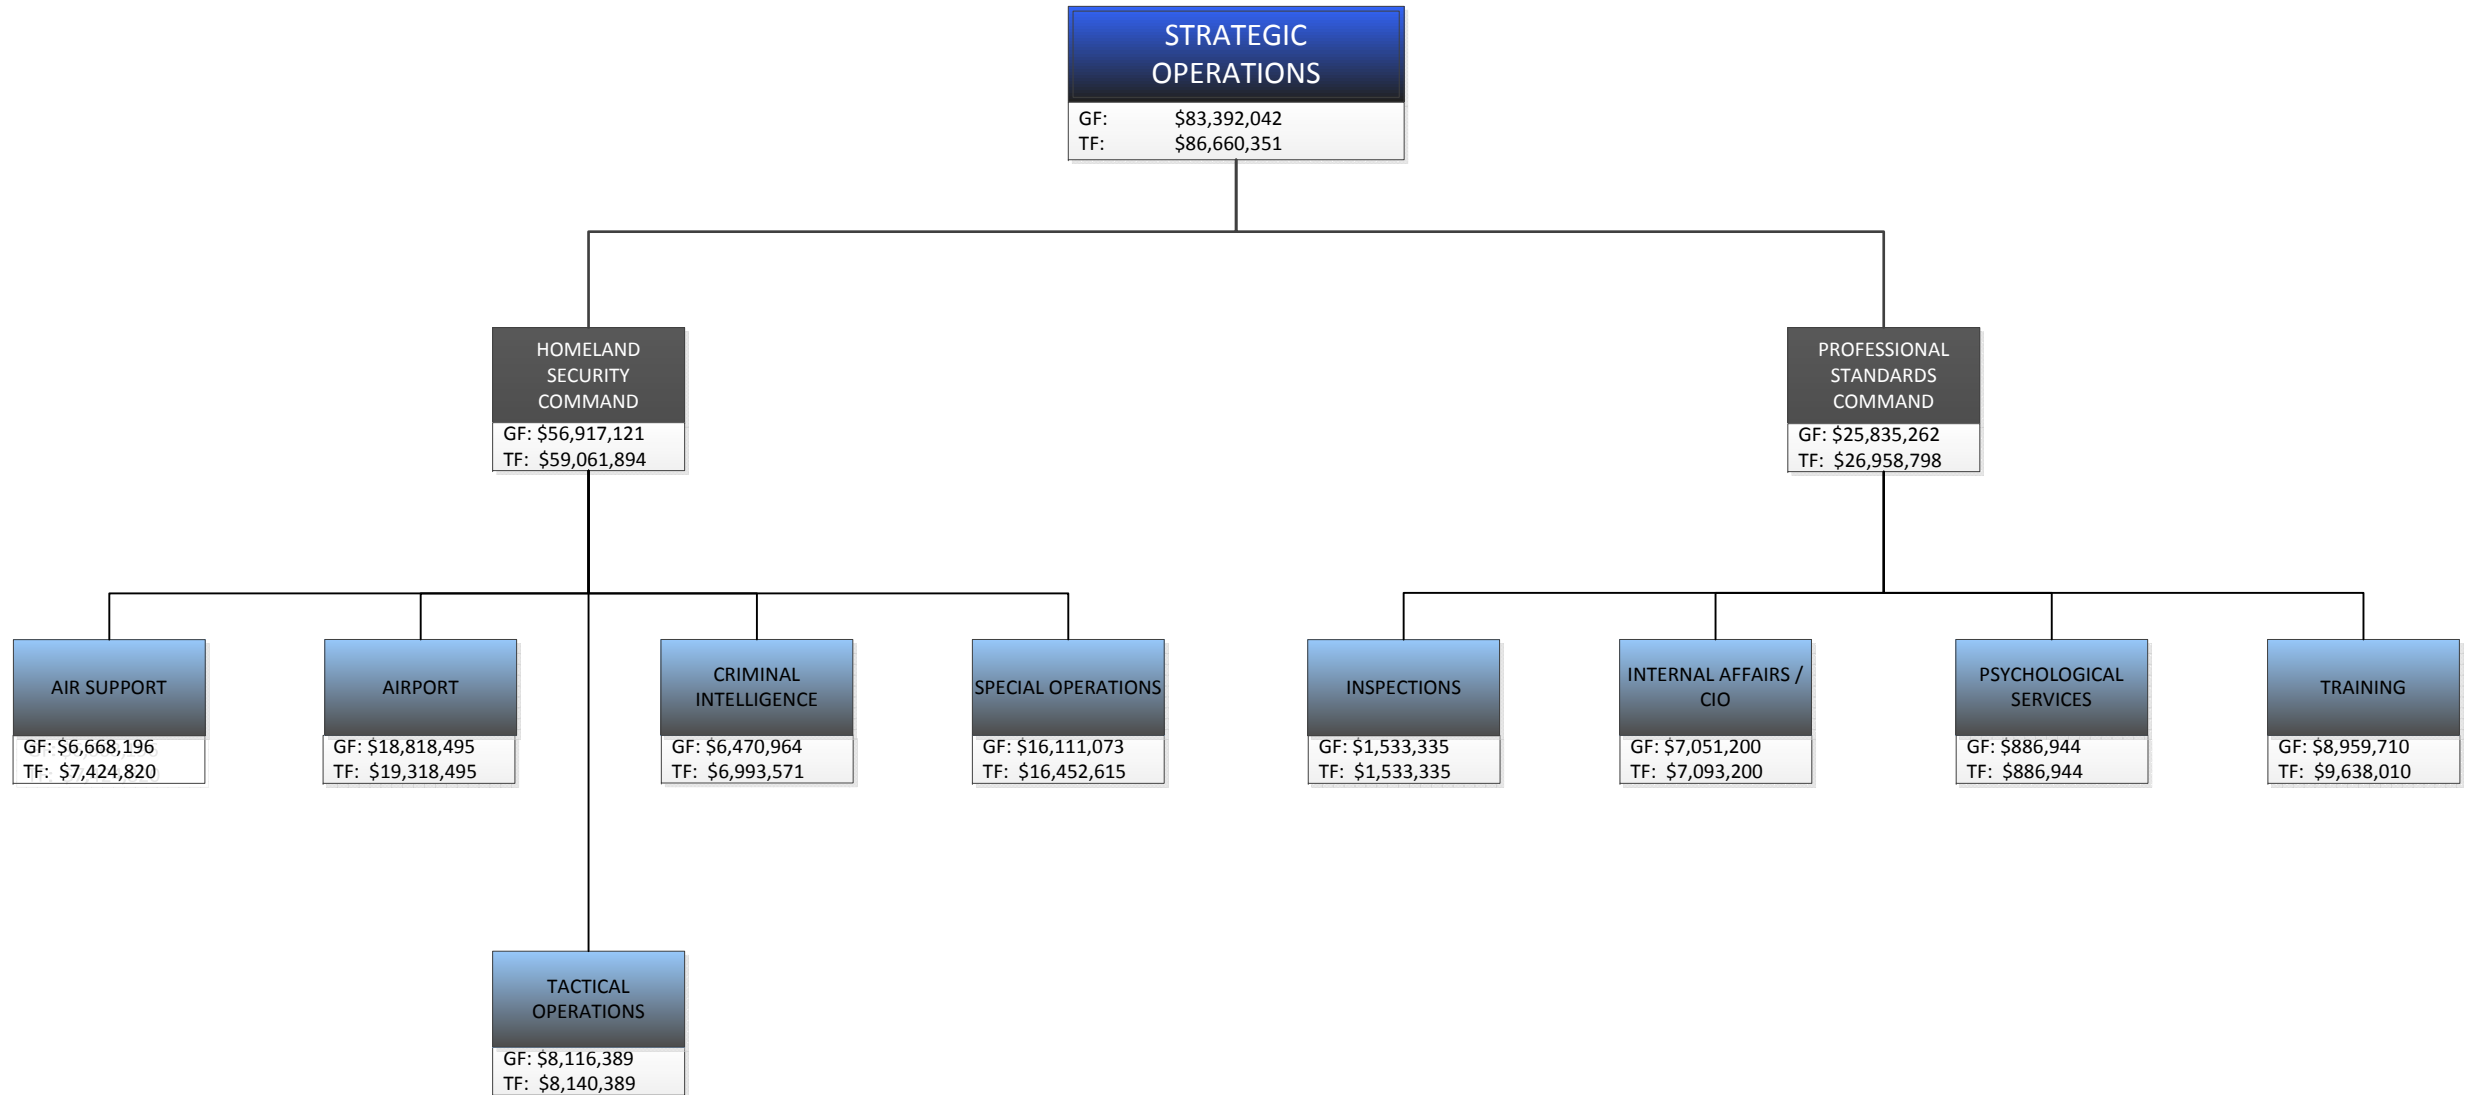 STRATEGIC
OPERATIONS
GF: $83,392,042
TF: $86,660,351
HOMELAND
SECURITY
COMMAND
GF: $56,917,121
TF: $59,061,894
PROFESSIONAL
STANDARDS
COMMAND
GF: $25,835,262
TF: $26,958,798
AIR SUPPORT
GF: $6,668,196
TF: $7,424,820
AIRPORT
GF: $18,818,495
TF: $19,318,495
CRIMINAL
INTELLIGENCE
GF: $6,470,964
TF: $6,993,571
SPECIAL OPERATIONS
GF: $16,111,073
TF: $16,452,615
INSPECTIONS
GF: $1,533,335
TF: $1,533,335
INTERNAL AFFAIRS /
CIO
GF: $7,051,200
TF: $7,093,200
PSYCHOLOGICAL
SERVICES
GF: $886,944
TF: $886,944
TRAINING
GF: $8,959,710
TF: $9,638,010
TACTICAL
OPERATIONS
GF: $8,116,389
TF: $8,140,389